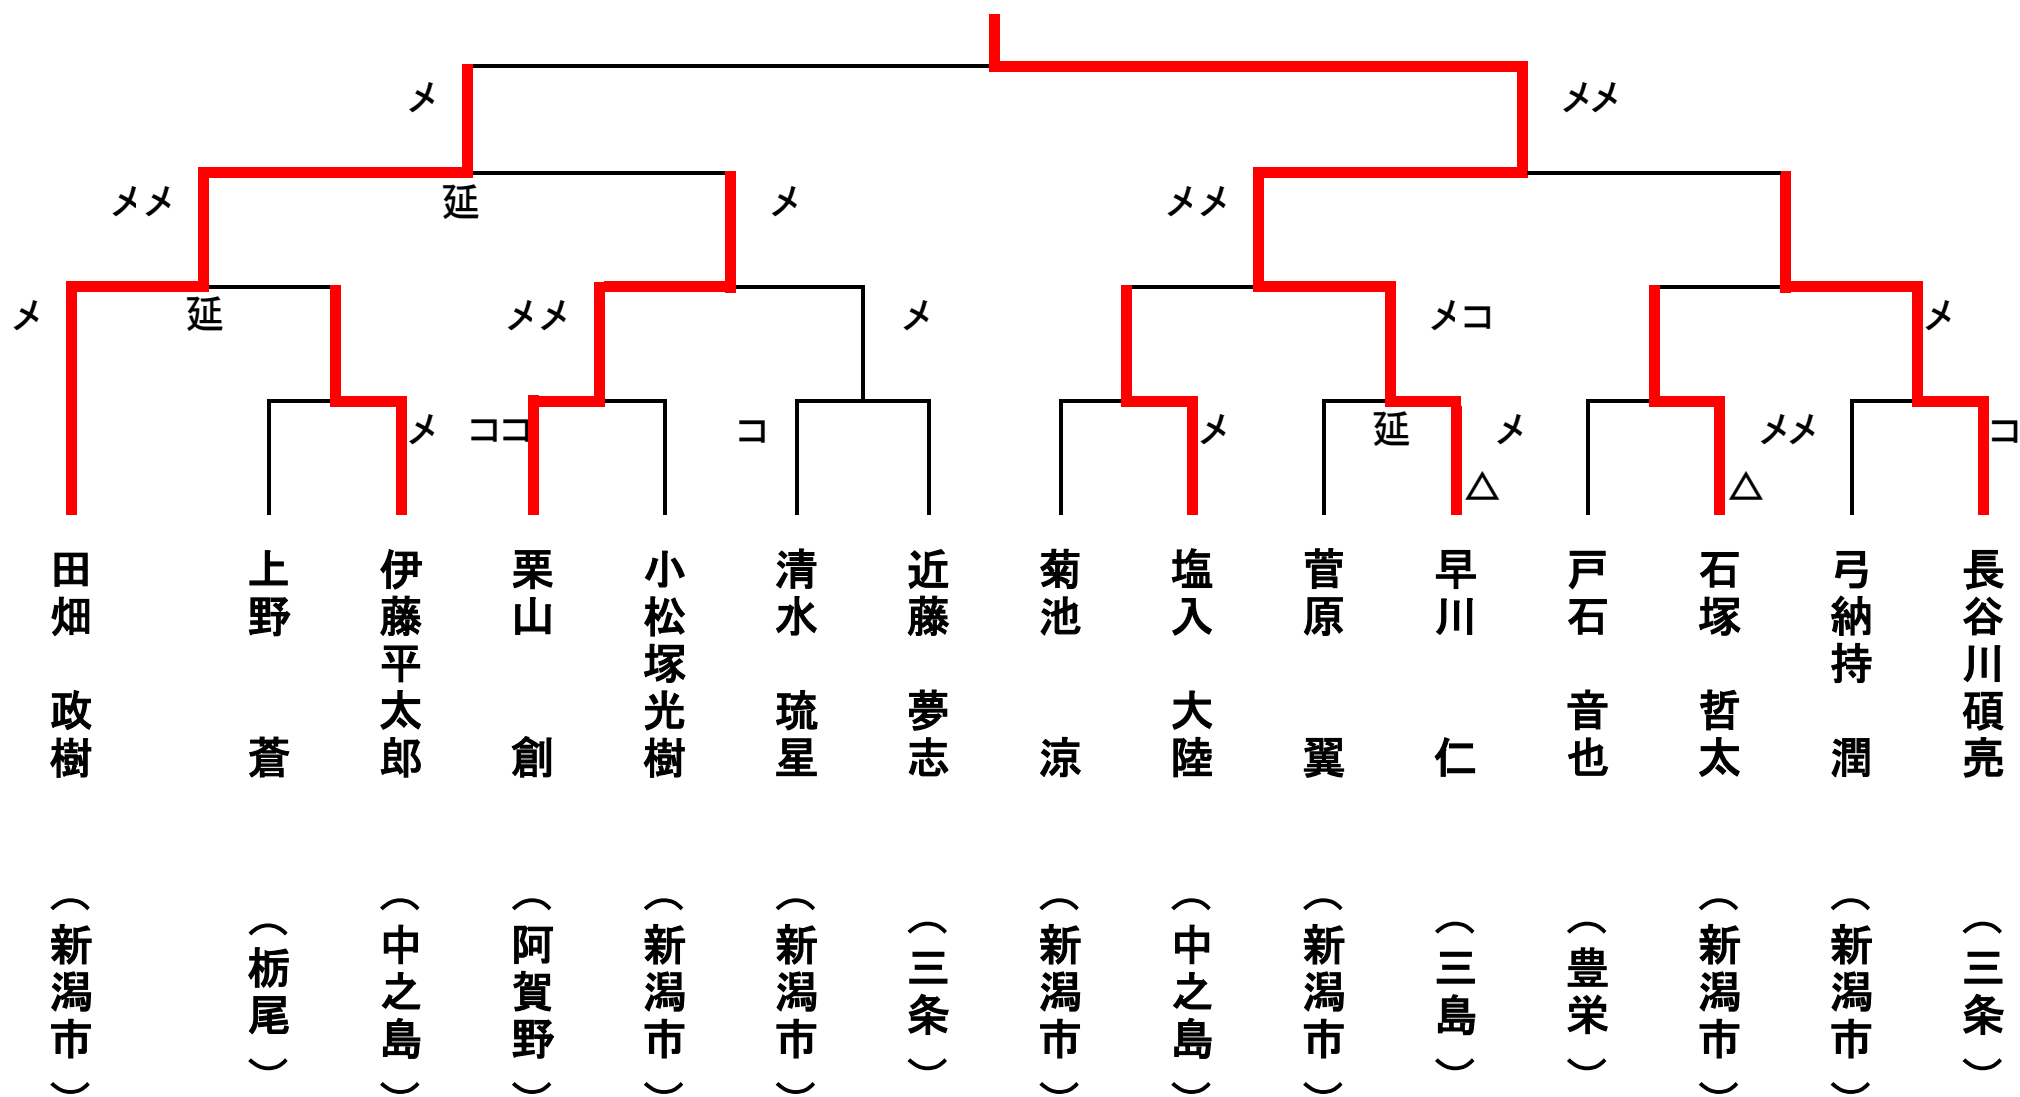 メ
メメ
メメ
延
メ
メメ
メ
延
メメ
メ
メコ
メ
メ
ココ
コ
メ
延
メ
メメ
コ
△
△
田畑 政樹 (新潟市)
上野 蒼 (栃尾)
伊藤平太郎 (中之島)
栗山 創 (阿賀野)
小松塚光樹 (新潟市)
清水 琉星 (新潟市)
近藤 夢志 (三条)
菊池 涼 (新潟市)
塩入 大陸 (中之島)
菅原 翼 (新潟市)
早川 仁 (三島)
戸石 音也 (豊栄)
石塚 哲太 (新潟市)
弓納持 潤 (新潟市)
長谷川碩亮 (三条)